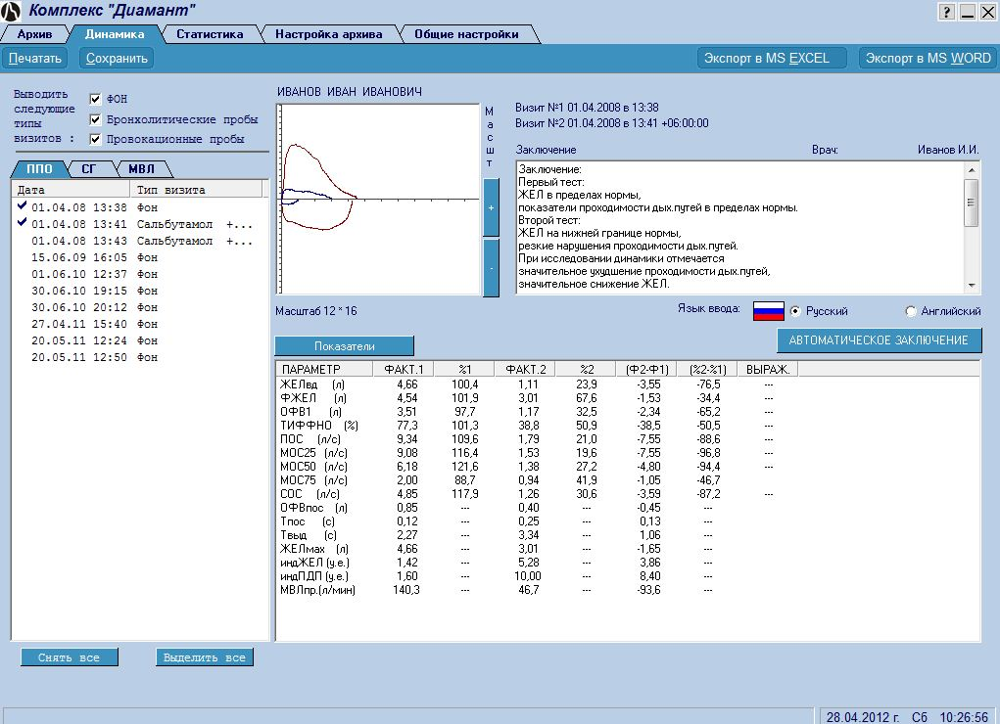 Комплекс "Диамант"
Архив Динамика Статистика Настройка архива Общие настройки
Печатать Сохранить Экспорт в MS EXCEL Экспорт в MS WORD
Выводить
следующие
типы
визитов :
ФОН
Бронхолитические пробы
Провокационные пробы
ППО СГ МВЛ
Дата Тип визита
01.04.08 13:38 Фон
01.04.08 13:41 Сальбутамол +...
01.04.08 13:43 Сальбутамол +...
15.06.09 16:05 Фон
01.06.10 12:37 Фон
30.06.10 19:15 Фон
30.06.10 20:12 Фон
27.04.11 15:40 Фон
20.05.11 12:24 Фон
20.05.11 12:50 Фон
Снять все Выделить все
ИВАНОВ ИВАН ИВАНОВИЧ
М
а
с
ш
т
+
-
Масштаб 12 * 16
Визит №1 01.04.2008 в 13:38
Визит №2 01.04.2008 в 13:41 +06:00:00
Заключение Врач: Иванов И.И.
Заключение:
Первый тест:
ЖЕЛ в пределах нормы,
показатели проходимости дых.путей в пределах нормы.
Второй тест:
ЖЕЛ на нижней границе нормы,
резкие нарушения проходимости дых.путей.
При исследовании динамики отмечается
значительное ухудшение проходимости дых.путей,
значительное снижение ЖЕЛ.
Язык ввода: Русский Английский
Показатели АВТОМАТИЧЕСКОЕ ЗАКЛЮЧЕНИЕ
ПАРАМЕТР ФАКТ.1 %1 ФАКТ.2 %2 (Ф2-Ф1) (%2-%1) ВЫРАЖ.
ЖЕЛвд (л) 4,66 100,4 1,11 23,9 -3,55 -76,5 ---
ФЖЕЛ (л) 4,54 101,9 3,01 67,6 -1,53 -34,4 ---
ОФВ1 (л) 3,51 97,7 1,17 32,5 -2,34 -65,2 ---
ТИФФНО (%) 77,3 101,3 38,8 50,9 -38,5 -50,5 ---
ПОС (л/с) 9,34 109,6 1,79 21,0 -7,55 -88,6 ---
МОС25 (л/с) 9,08 116,4 1,53 19,6 -7,55 -96,8 ---
МОС50 (л/с) 6,18 121,6 1,38 27,2 -4,80 -94,4 ---
МОС75 (л/с) 2,00 88,7 0,94 41,9 -1,05 -46,7
СОС (л/с) 4,85 117,9 1,26 30,6 -3,59 -87,2 ---
ОФВпос (л) 0,85 --- 0,40 --- -0,45 ---
Тпос (с) 0,12 --- 0,25 --- 0,13 ---
Твыд (с) 2,27 --- 3,34 --- 1,06 ---
ЖЕЛмах (л) 4,66 --- 3,01 --- -1,65 ---
индЖЕЛ (у.е.) 1,42 --- 5,28 --- 3,86 ---
индПДП (у.е.) 1,60 --- 10,00 --- 8,40 ---
МВЛпр.(л/мин) 140,3 --- 46,7 --- -93,6 ---
28.04.2012 г. Сб 10:26:56